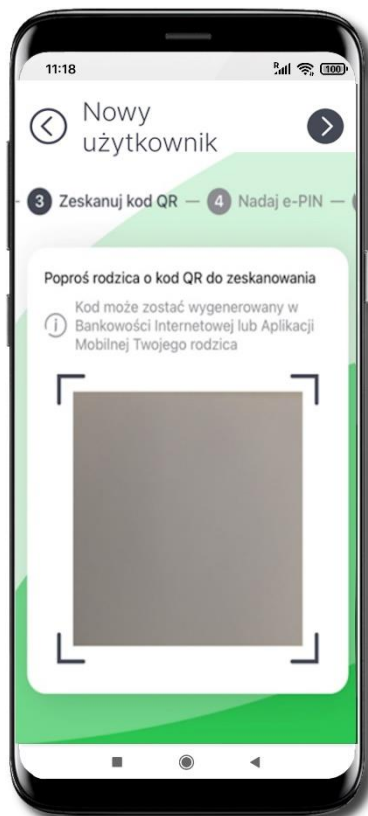 11:18
R 100
Nowy
użytkownik
3 Zeskanuj kod QR — 4 Nadaj e-PIN —
Poproś rodzica o kod QR do zeskanowania
Kod może zostać wygenerowany w
Bankowości Internetowej lub Aplikacji
Mobilnej Twojego rodzica